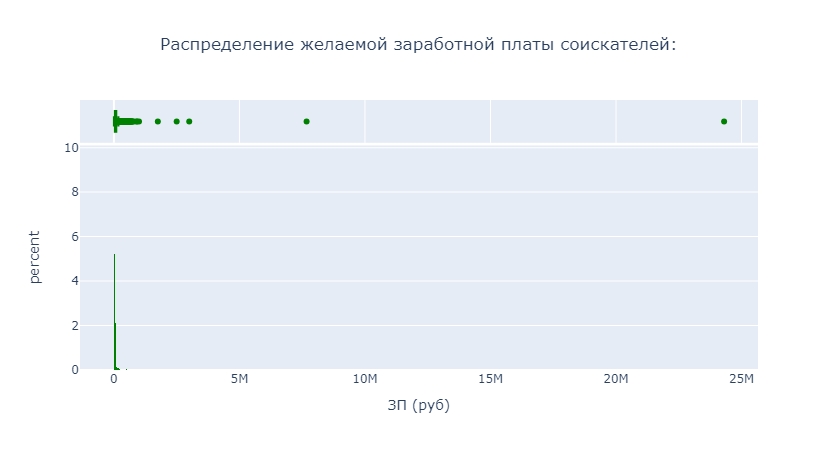 Распределение желаемой заработной платы соискателей:
10
8
6
4
2
0
percent
0 5M 10M 15M 20M 25M
ЗП (руб)